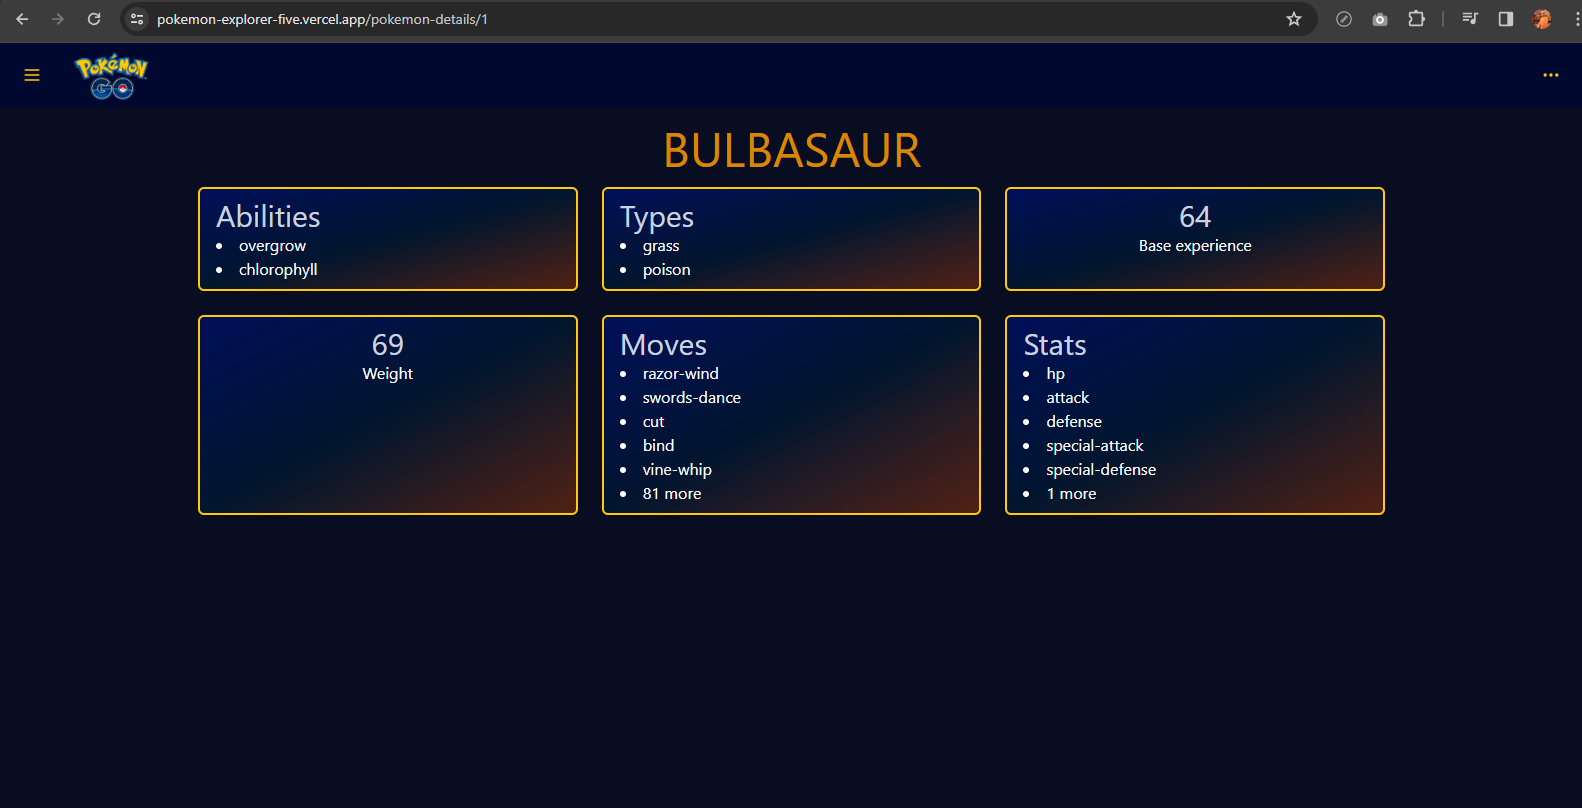 pokemon-explorer-five.vercel.app/pokemon-details/1
POKéMON
GO
BULBASAUR
Abilities
overgrow
chlorophyll
Types
grass
poison
64
Base experience
69
Weight
Moves
razor-wind
swords-dance
cut
bind
vine-whip
81 more
Stats
hp
attack
defense
special-attack
special-defense
1 more